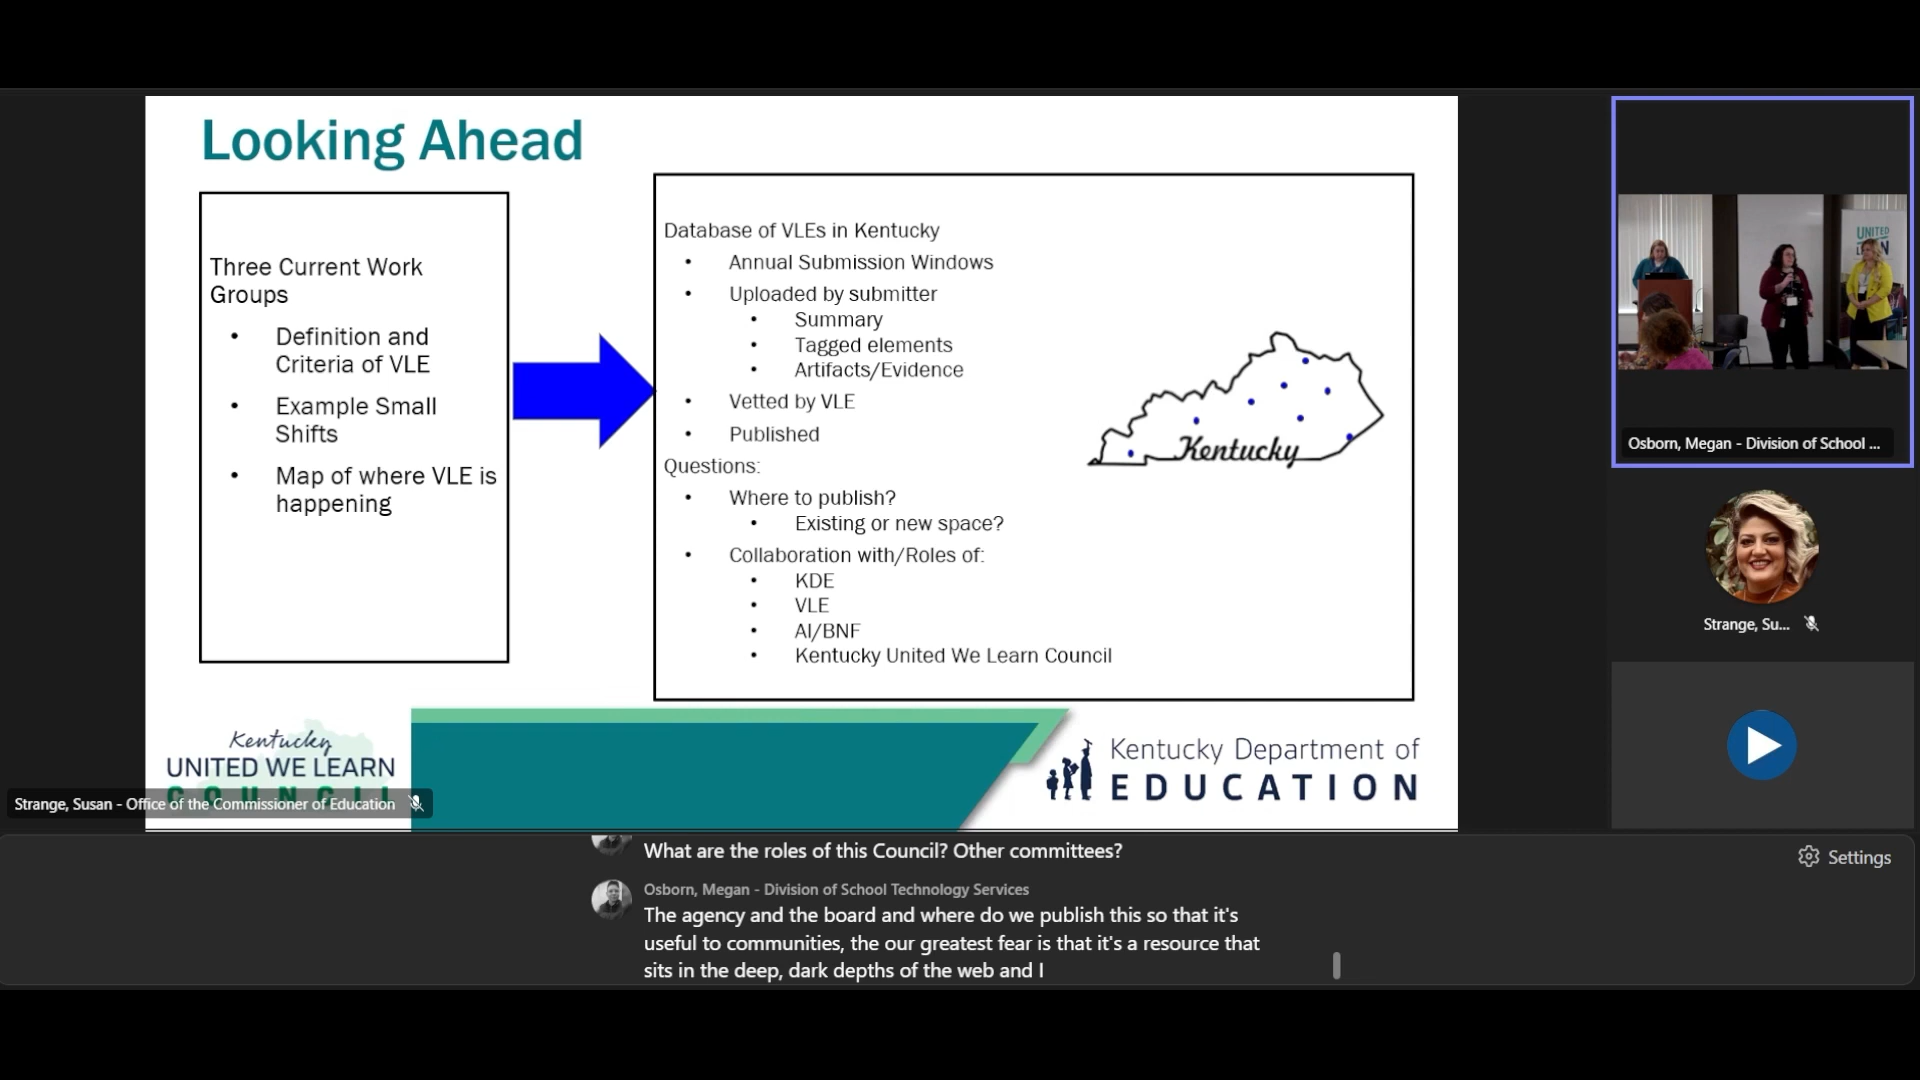 Looking Ahead
Three Current Work
Groups
• Definition and
Criteria of VLE
• Example Small
Shifts
• Map of where VLE is
happening
Database of VLEs in Kentucky
• Annual Submission Windows
• Uploaded by submitter
• Summary
• Tagged elements
• Artifacts/Evidence
• Vetted by VLE
• Published
Questions:
• Where to publish?
• Existing or new space?
• Collaboration with/Roles of:
• KDE
• VLE
• AI/BNF
• Kentucky United We Learn Council
Kentucky
Kentucky
UNITED WE LEARN
COUNCIL
Kentucky Department of
EDUCATION
Strange, Susan - Office of the Commissioner of Education
UNITED
LEARN
Osborn, Megan - Division of School ...
Strange, Su...
What are the roles of this Council? Other committees?
Osborn, Megan - Division of School Technology Services
The agency and the board and where do we publish this so that it's
useful to communities, the our greatest fear is that it's a resource that
sits in the deep, dark depths of the web and I
Settings